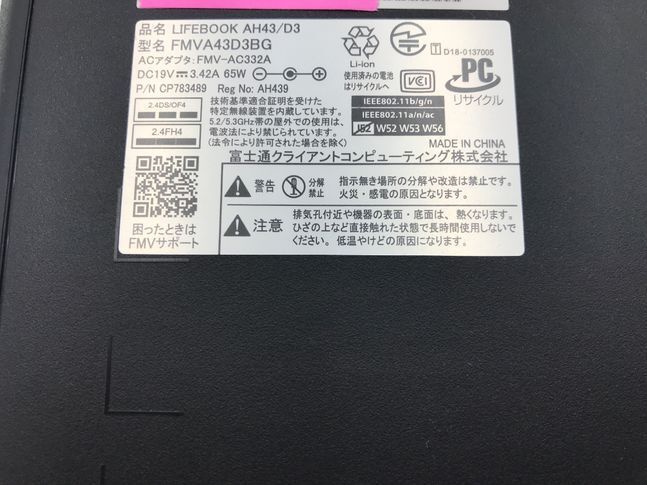 品名 LIFEBOOK AH43/D3
型名 FMVA43D3BG
ACアダプタ: FMV-AC332A
DC19V 3.42A 65W
P/N CP783489 Reg No: AH439
2.4DS/OF4
2.4FH4
技術基準適合証明を受けた
特定無線装置を内蔵しています。
5.2/5.3GHz帯の屋外での使用は、
電波法により禁じられています。
(法令により許可された場合を除く)
Li-ion
使用済みの電池
はリサイクルへ
T D18-0137005
VCI
PC
リサイクル
IEEE802.11b/g/n
IEEE802.11a/n/ac
J52 W52 W53 W56
MADE IN CHINA
富士通クライアントコンピューティング株式会社
困ったときは
FMVサポート
警告
分解
禁止
指示無き場所の分解や改造は禁止です。
火災・感電の原因になります。
注意
排気孔付近や機器の表面・底面は、熱くなります。
ひざの上など直接触れた状態で長時間使用しないで
ください。低温やけどの原因になります。